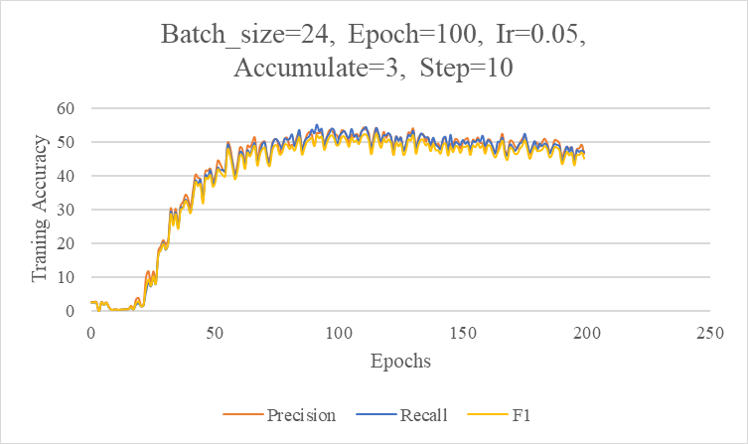 Batch_size=24, Epoch=100, Ir=0.05,
Accumulate=3, Step=10
60
50
40
30
20
10
0
Traning Accuracy
0 50 100 150 200 250
Epochs
Precision Recall F1